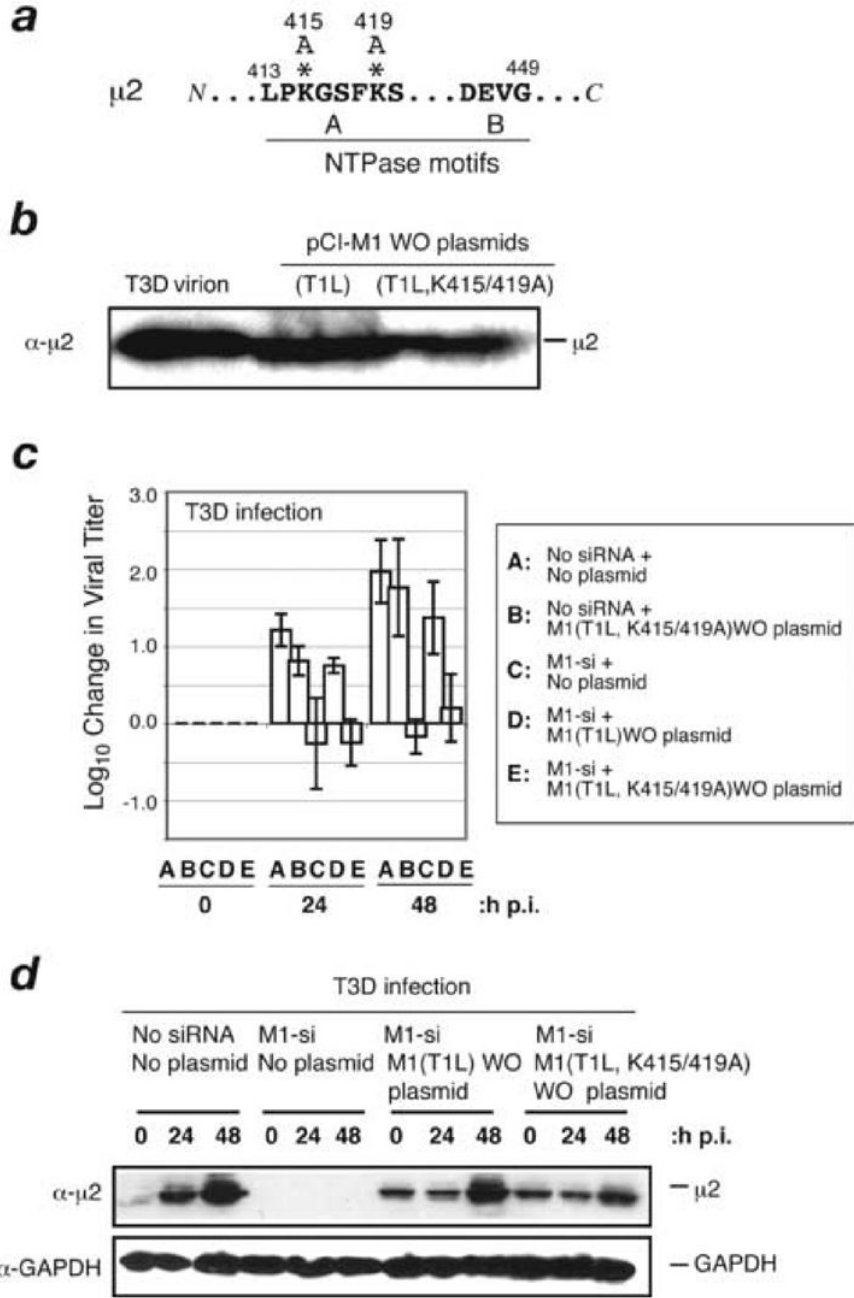 a
415 419
A A
* *
413 449
μ2 N...LPKGSFKS...DEVG...C
A B
NTPase motifs
b
pCI-M1 WO plasmids
T3D virion (T1L) (T1L,K415/419A)
α-μ2 μ2
c
Log10 Change in Viral Titer
3.0
2.0
1.0
0.0
-1.0
T3D infection
A B C D E A B C D E A B C D E
0 24 48 :h p.i.
A: No siRNA +
No plasmid
B: No siRNA +
M1(T1L, K415/419A)WO plasmid
C: M1-si +
No plasmid
D: M1-si +
M1(T1L)WO plasmid
E: M1-si +
M1(T1L, K415/419A)WO plasmid
d
T3D infection
No siRNA M1-si M1-si M1-si
No plasmid No plasmid M1(T1L) WO M1(T1L, K415/419A)
plasmid WO plasmid
0 24 48 0 24 48 0 24 48 0 24 48 :h p.i.
α-μ2 μ2
α-GAPDH GAPDH